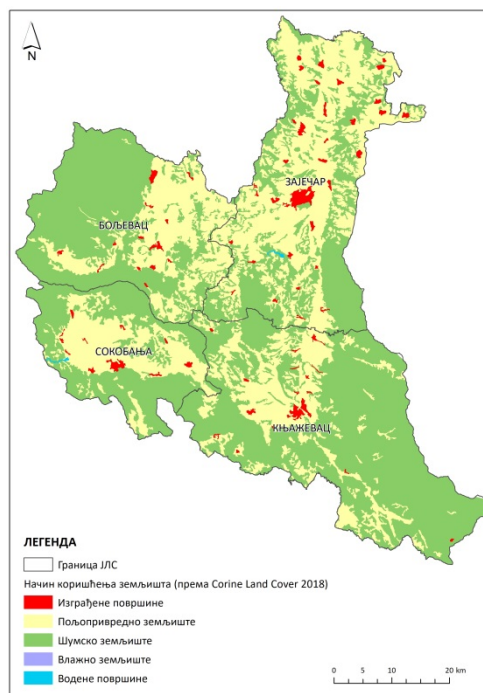 N
ЗАЈЕЧАР
БОЉЕВАЦ
СОКОБАЊА
КЊАЖЕВАЦ
ЛЕГЕНДА
Граница ЈЛС
Начин коришћења земљишта (према Corine Land Cover 2018)
Изграђене површине
Пољопривредно земљиште
Шумско земљиште
Влажно земљиште
Водене површине
0 5 10 20 km